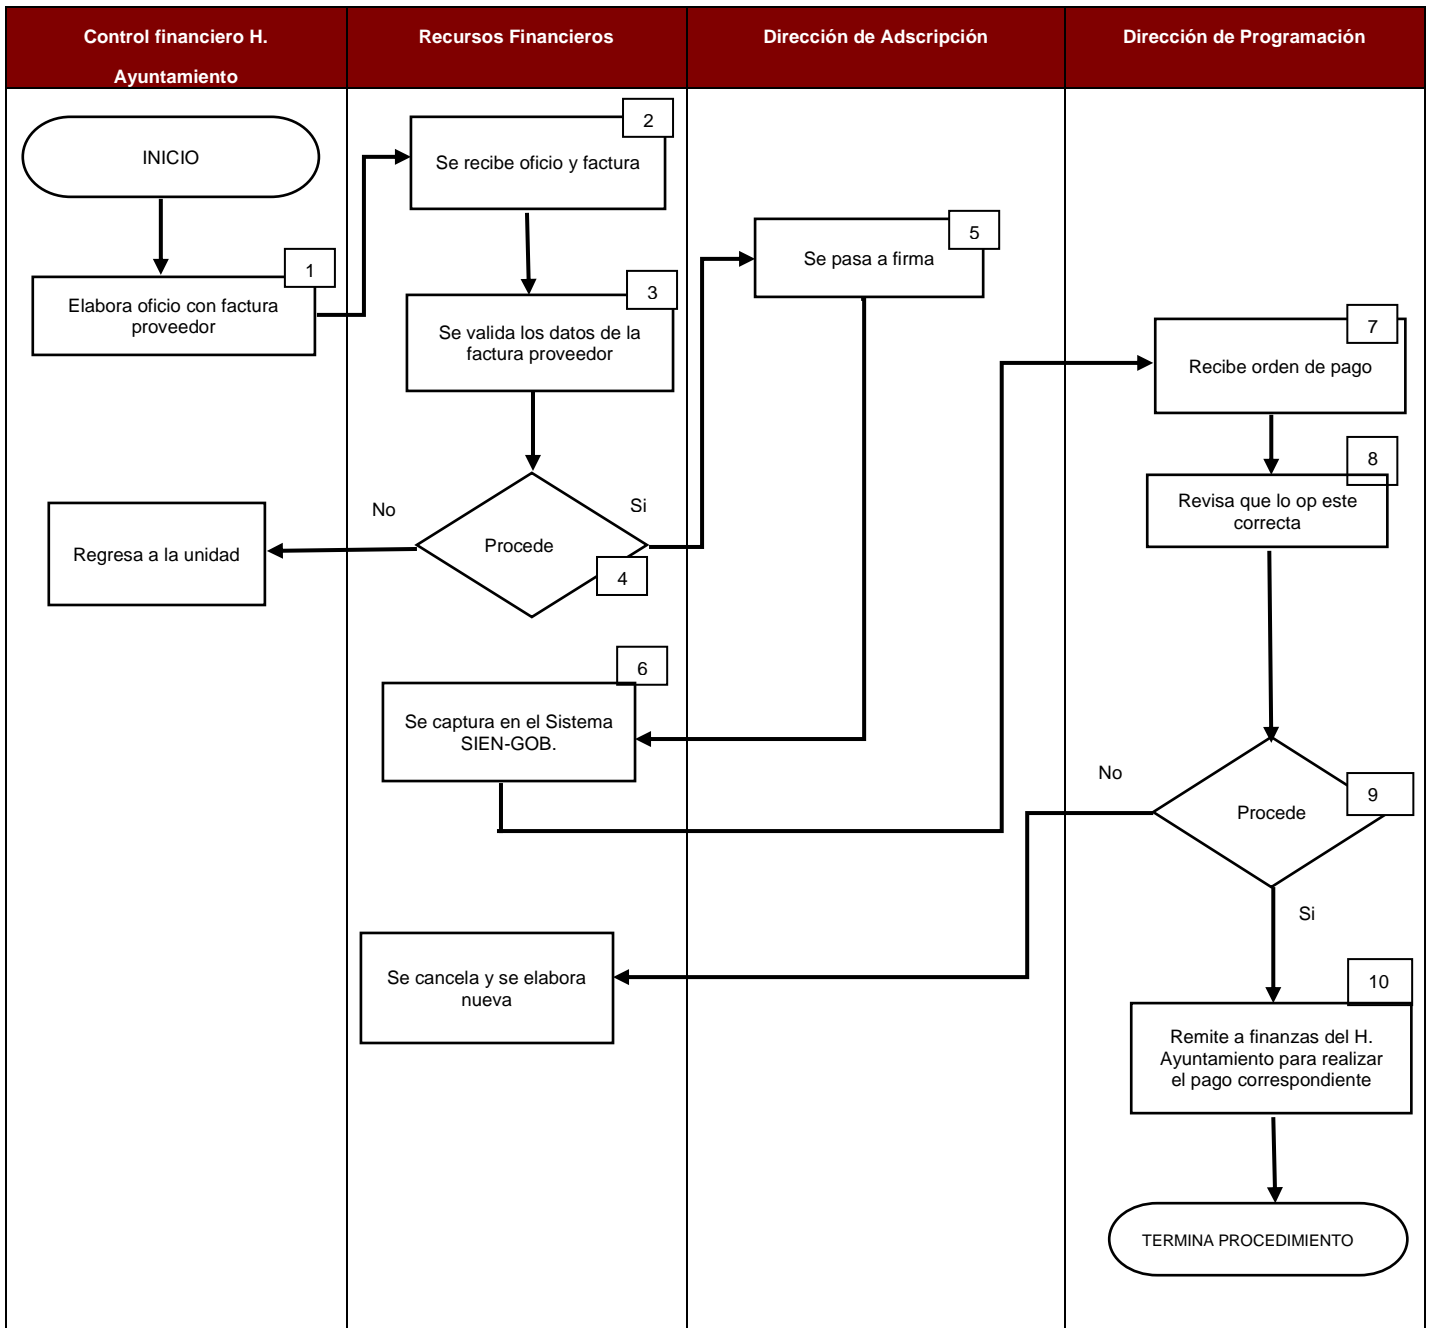 Control financiero H.
Ayuntamiento
Recursos Financieros
Dirección de Adscripción
Dirección de Programación
INICIO
1
Elabora oficio con factura
proveedor
2
Se recibe oficio y factura
3
Se valida los datos de la
factura proveedor
No
Si
Procede
4
Regresa a la unidad
5
Se pasa a firma
6
Se captura en el Sistema
SIEN-GOB.
7
Recibe orden de pago
8
Revisa que lo op este
correcta
No
Procede
9
Si
Se cancela y se elabora
nueva
10
Remite a finanzas del H.
Ayuntamiento para realizar
el pago correspondiente
TERMINA PROCEDIMIENTO